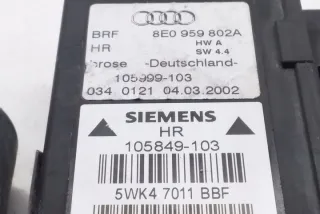 BRF 8E0 959 802A
HR HW A
SW 4.4
brose -Deutschland-
105999-103
034 0121 04.03.2002
SIEMENS
HR
105849-103
5WK4 7011 BBF